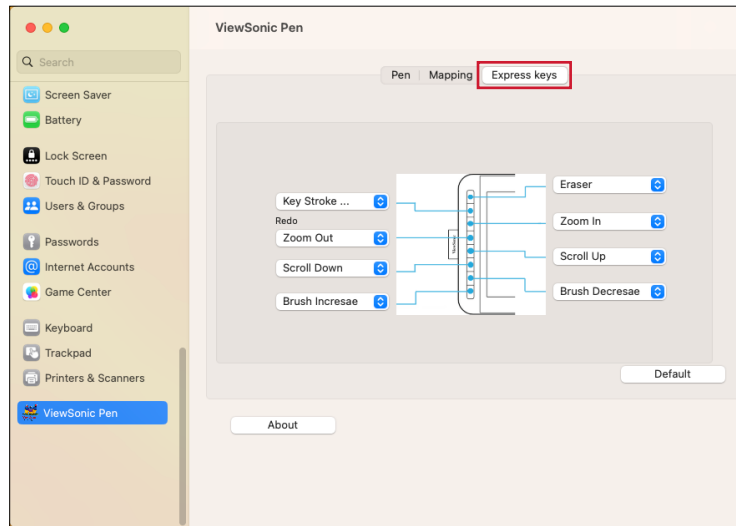 ViewSonic Pen
Search
Screen Saver
Battery
Lock Screen
Touch ID & Password
Users & Groups
Passwords
Internet Accounts
Game Center
Keyboard
Trackpad
Printers & Scanners
ViewSonic Pen
Pen Mapping Express keys
Key Stroke ...
Redo
Zoom Out
Scroll Down
Brush Incresae
ViewSonic
Eraser
Zoom In
Scroll Up
Brush Decresae
Default
About